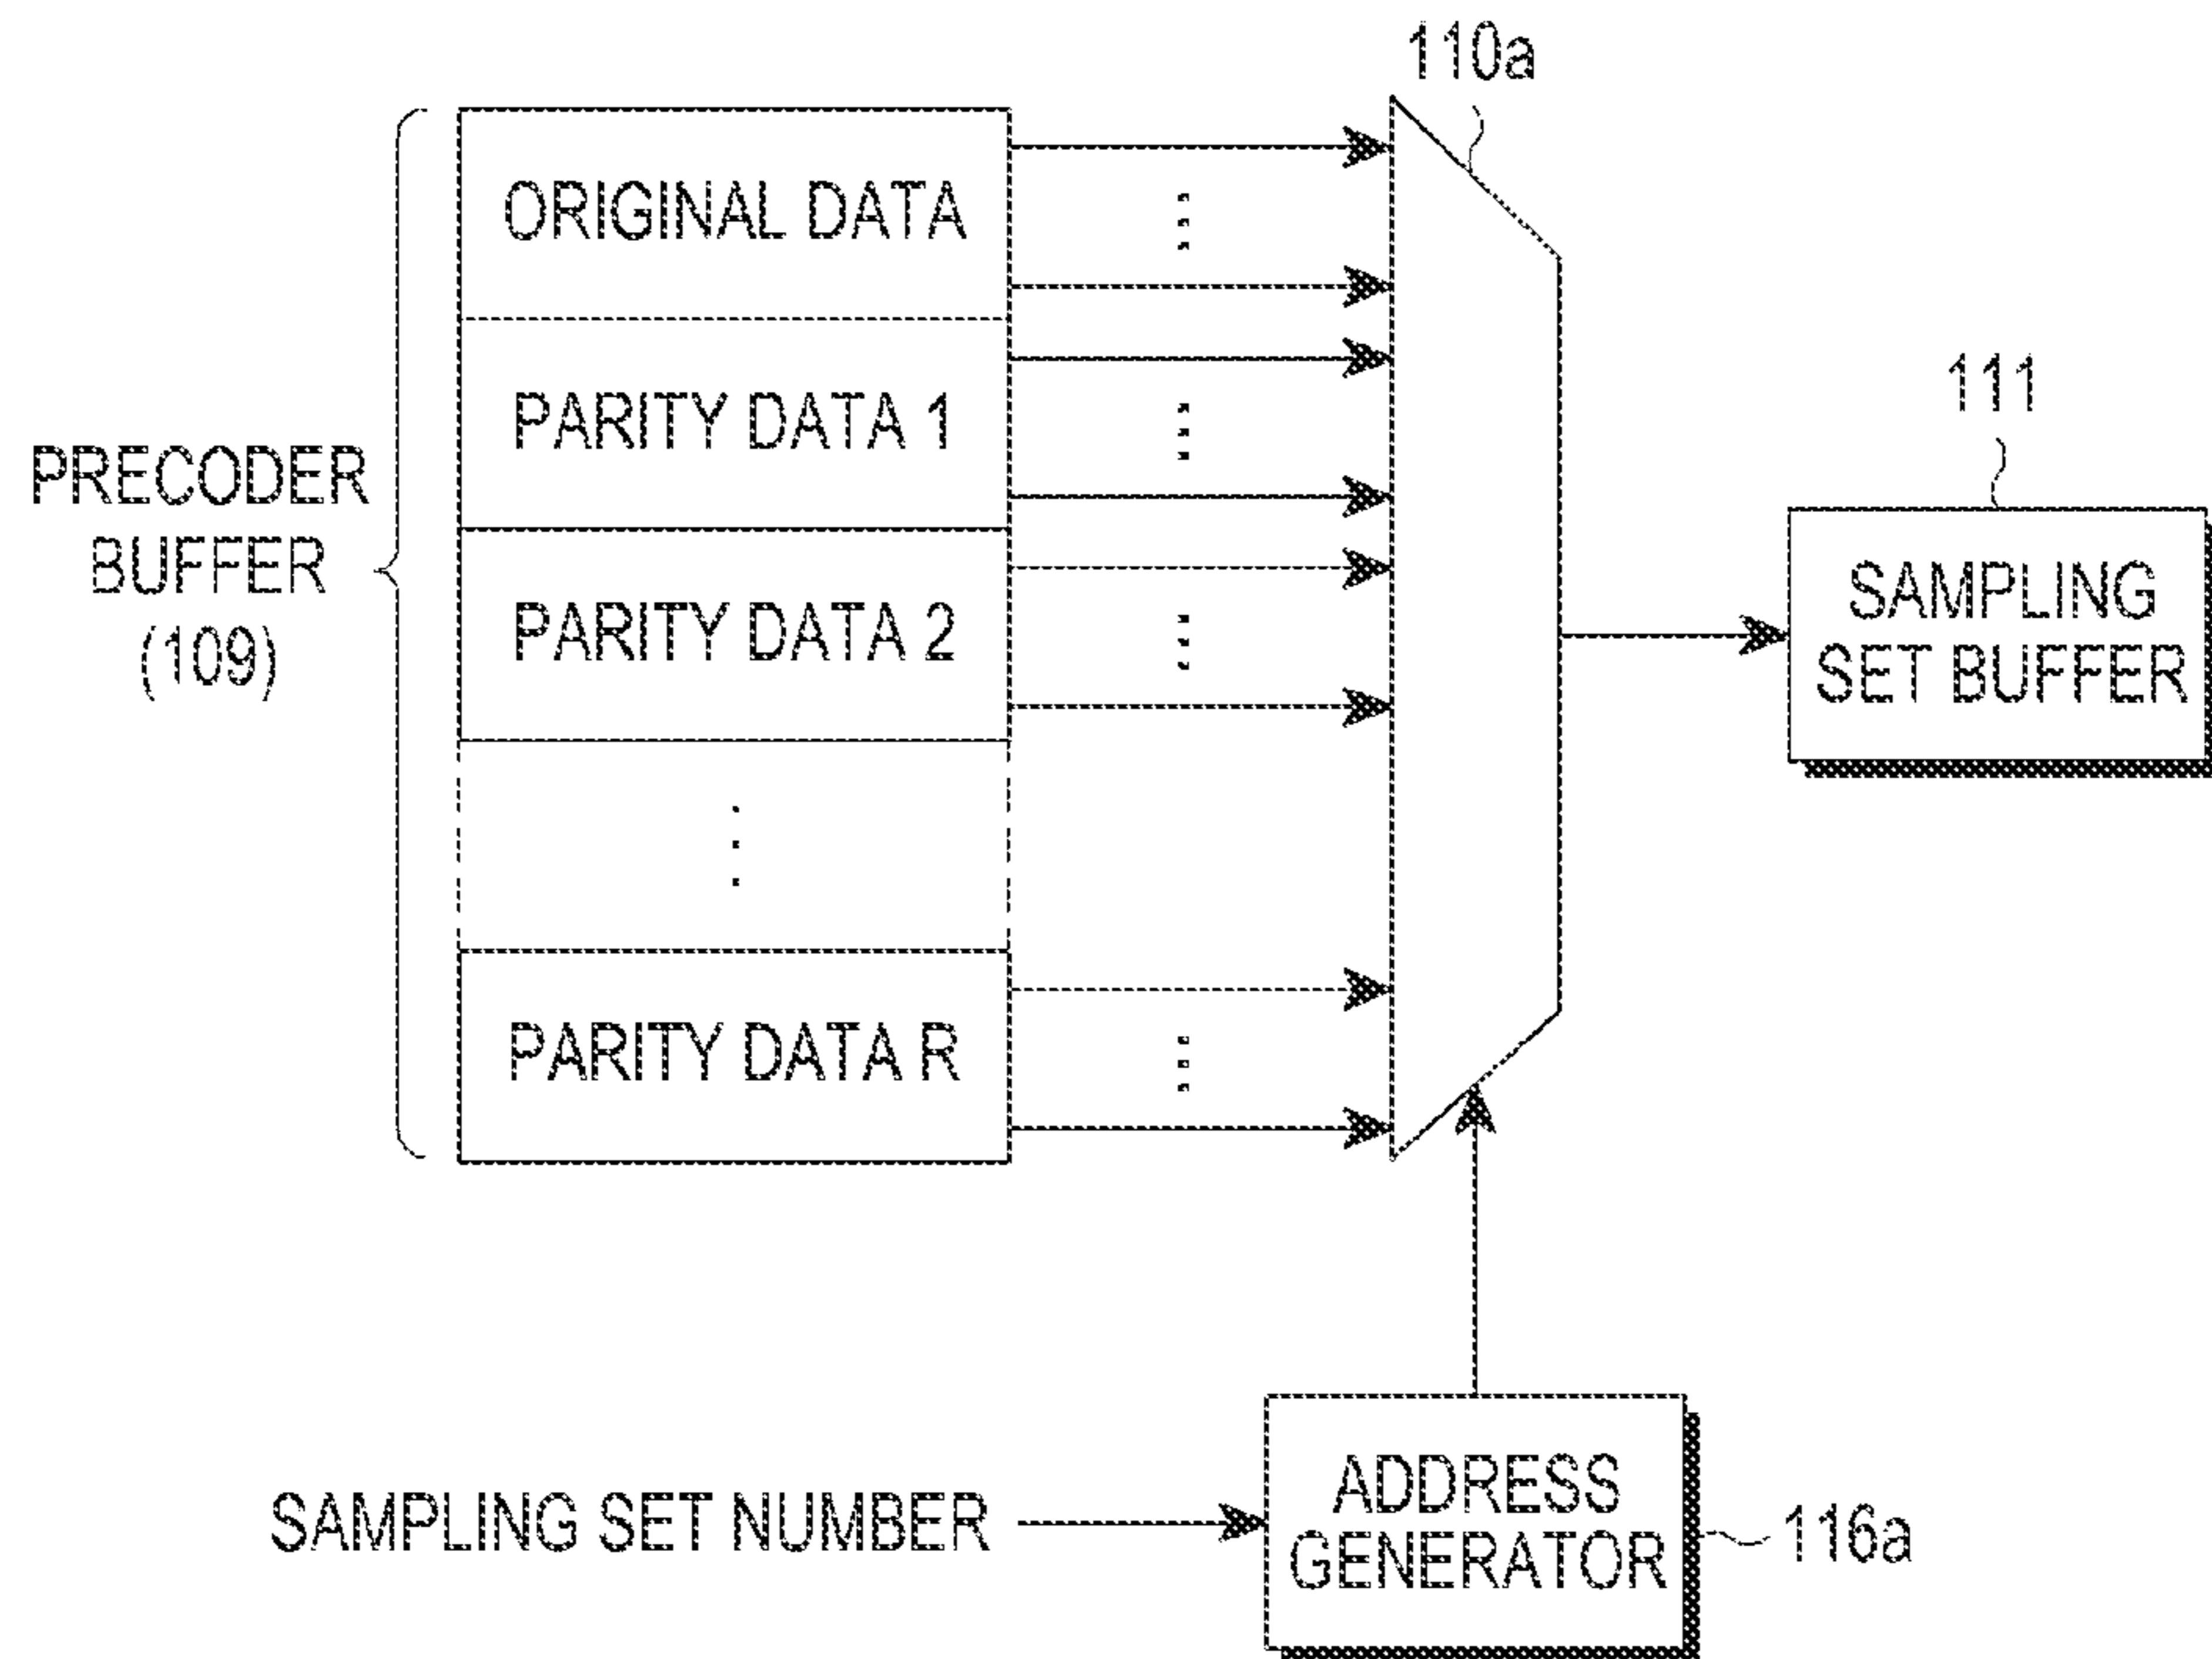 110a
ORIGINAL DATA
PARITY DATA 1
111
PRECODER
BUFFER
(109)
PARITY DATA 2
SAMPLING
SET BUFFER
PARITY DATA R
SAMPLING SET NUMBER
ADDRESS
GENERATOR
116a